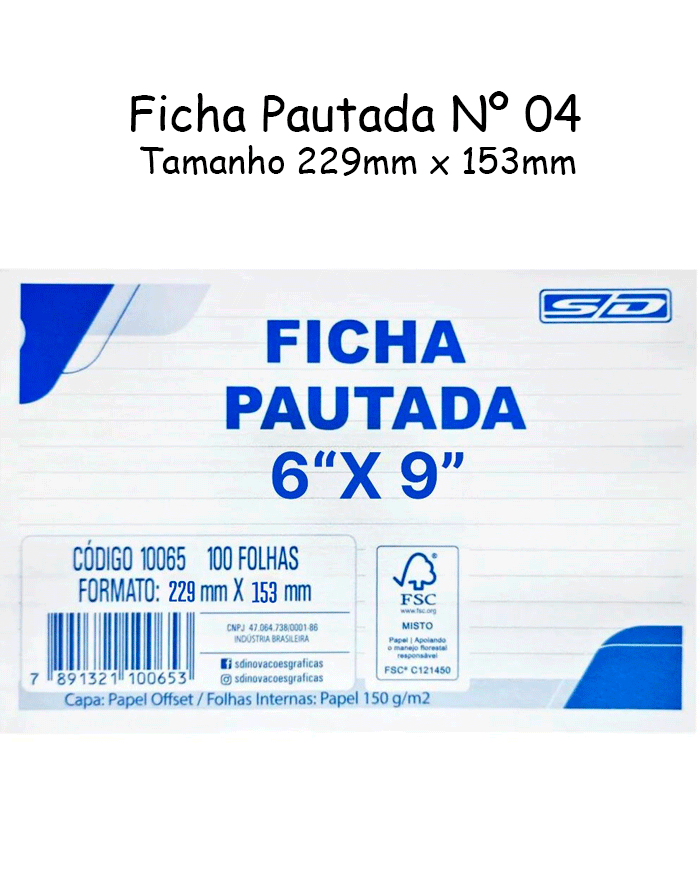 Ficha Pautada Nº 04
Tamanho 229mm x 153mm
S/D
FICHA
PAUTADA
6“X 9”
CÓDIGO 10065 100 FOLHAS
FORMATO: 229 mm X 153 mm
CNPJ 47.064.738/0001-86
INDÚSTRIA BRASILEIRA
sdinovacoesgraficas
sdinovacoesgraficas
7 891321 100653
FSC
www.fsc.org
MISTO
Papel | Apoiando
o manejo florestal
responsável
FSC® C121450
Capa: Papel Offset / Folhas Internas: Papel 150 g/m2